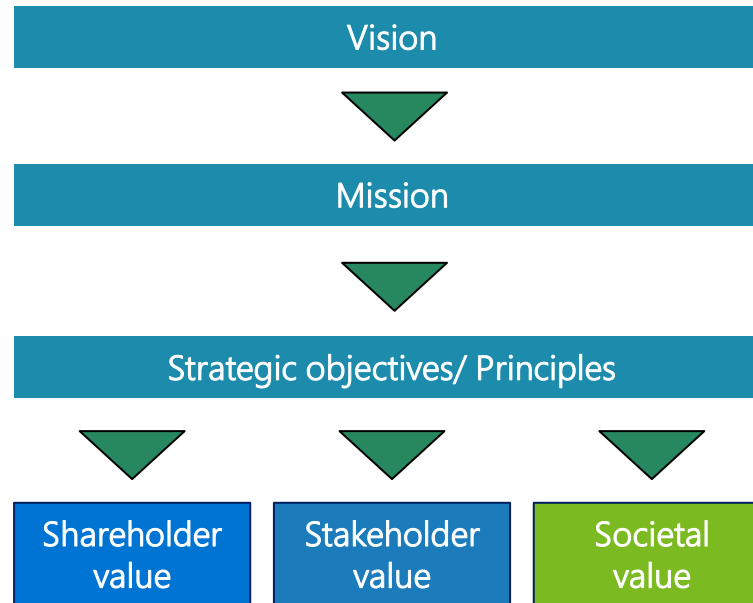 Vision
Mission
Strategic objectives/ Principles
Shareholder
value
Stakeholder
value
Societal
value